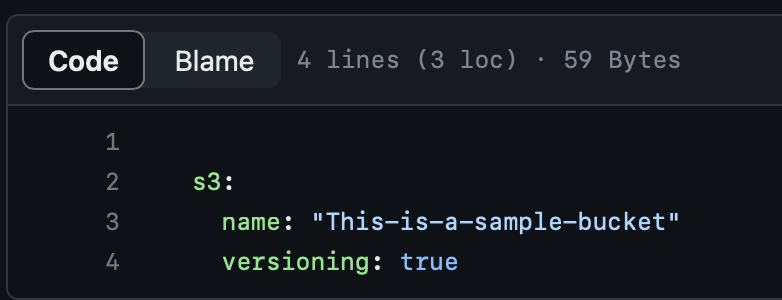 Code Blame 4 lines (3 loc) · 59 Bytes
1
2 s3:
3 name: "This-is-a-sample-bucket"
4 versioning: true